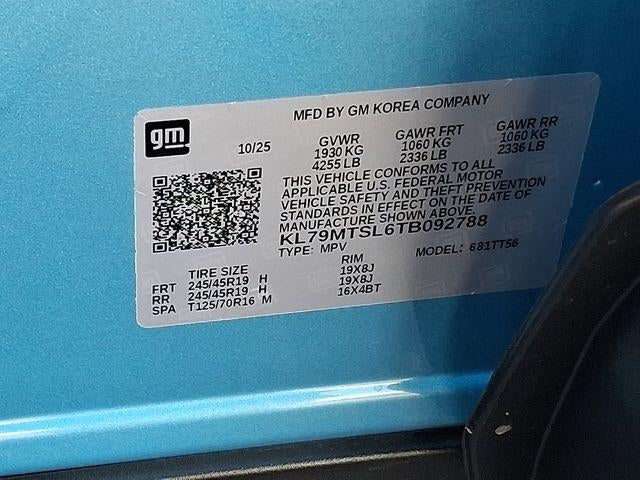 MFD BY GM KOREA COMPANY
gm
10/25
GVWR GAWR FRT GAWR RR
1930 KG 1060 KG 1060 KG
4255 LB 2336 LB 2336 LB
THIS VEHICLE CONFORMS TO ALL
APPLICABLE U.S. FEDERAL MOTOR
VEHICLE SAFETY AND THEFT PREVENTION
STANDARDS IN EFFECT ON THE DATE OF
MANUFACTURE SHOWN ABOVE.
KL79MTSL6TB092788
TYPE: MPV MODEL: 681TT56
TIRE SIZE RIM
FRT 245/45R19 H 19X8J
RR 245/45R19 H 19X8J
SPA T125/70R16 M 16X4BT